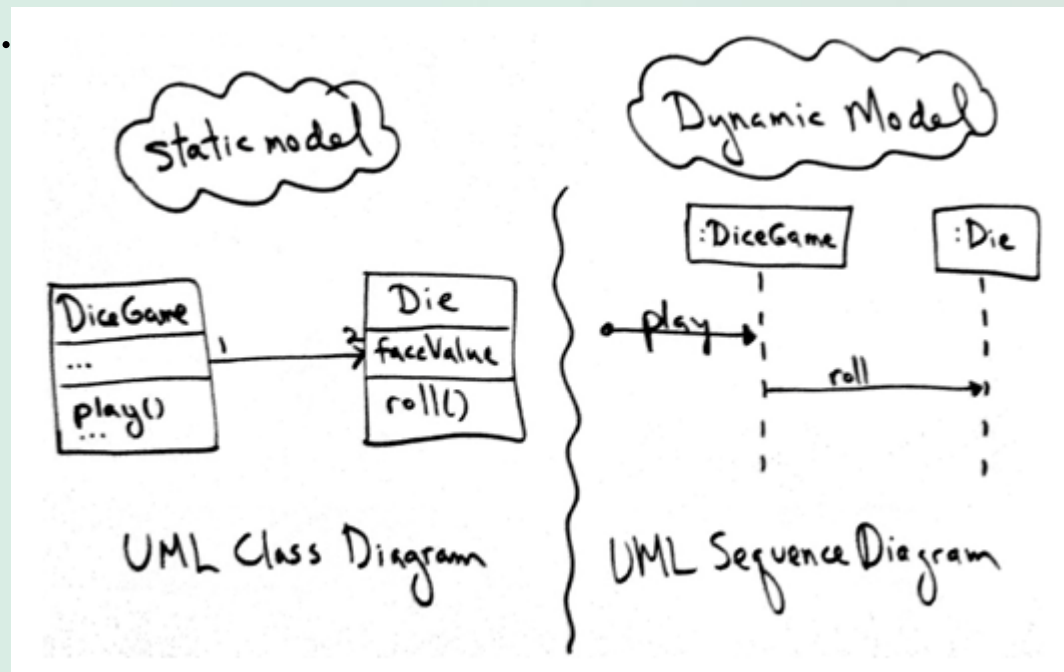 static model
DiceGame
...
play()
...
1
2
Die
faceValue
roll()
UML Class Diagram
Dynamic Model
:DiceGame
:Die
play
roll
UML Sequence Diagram